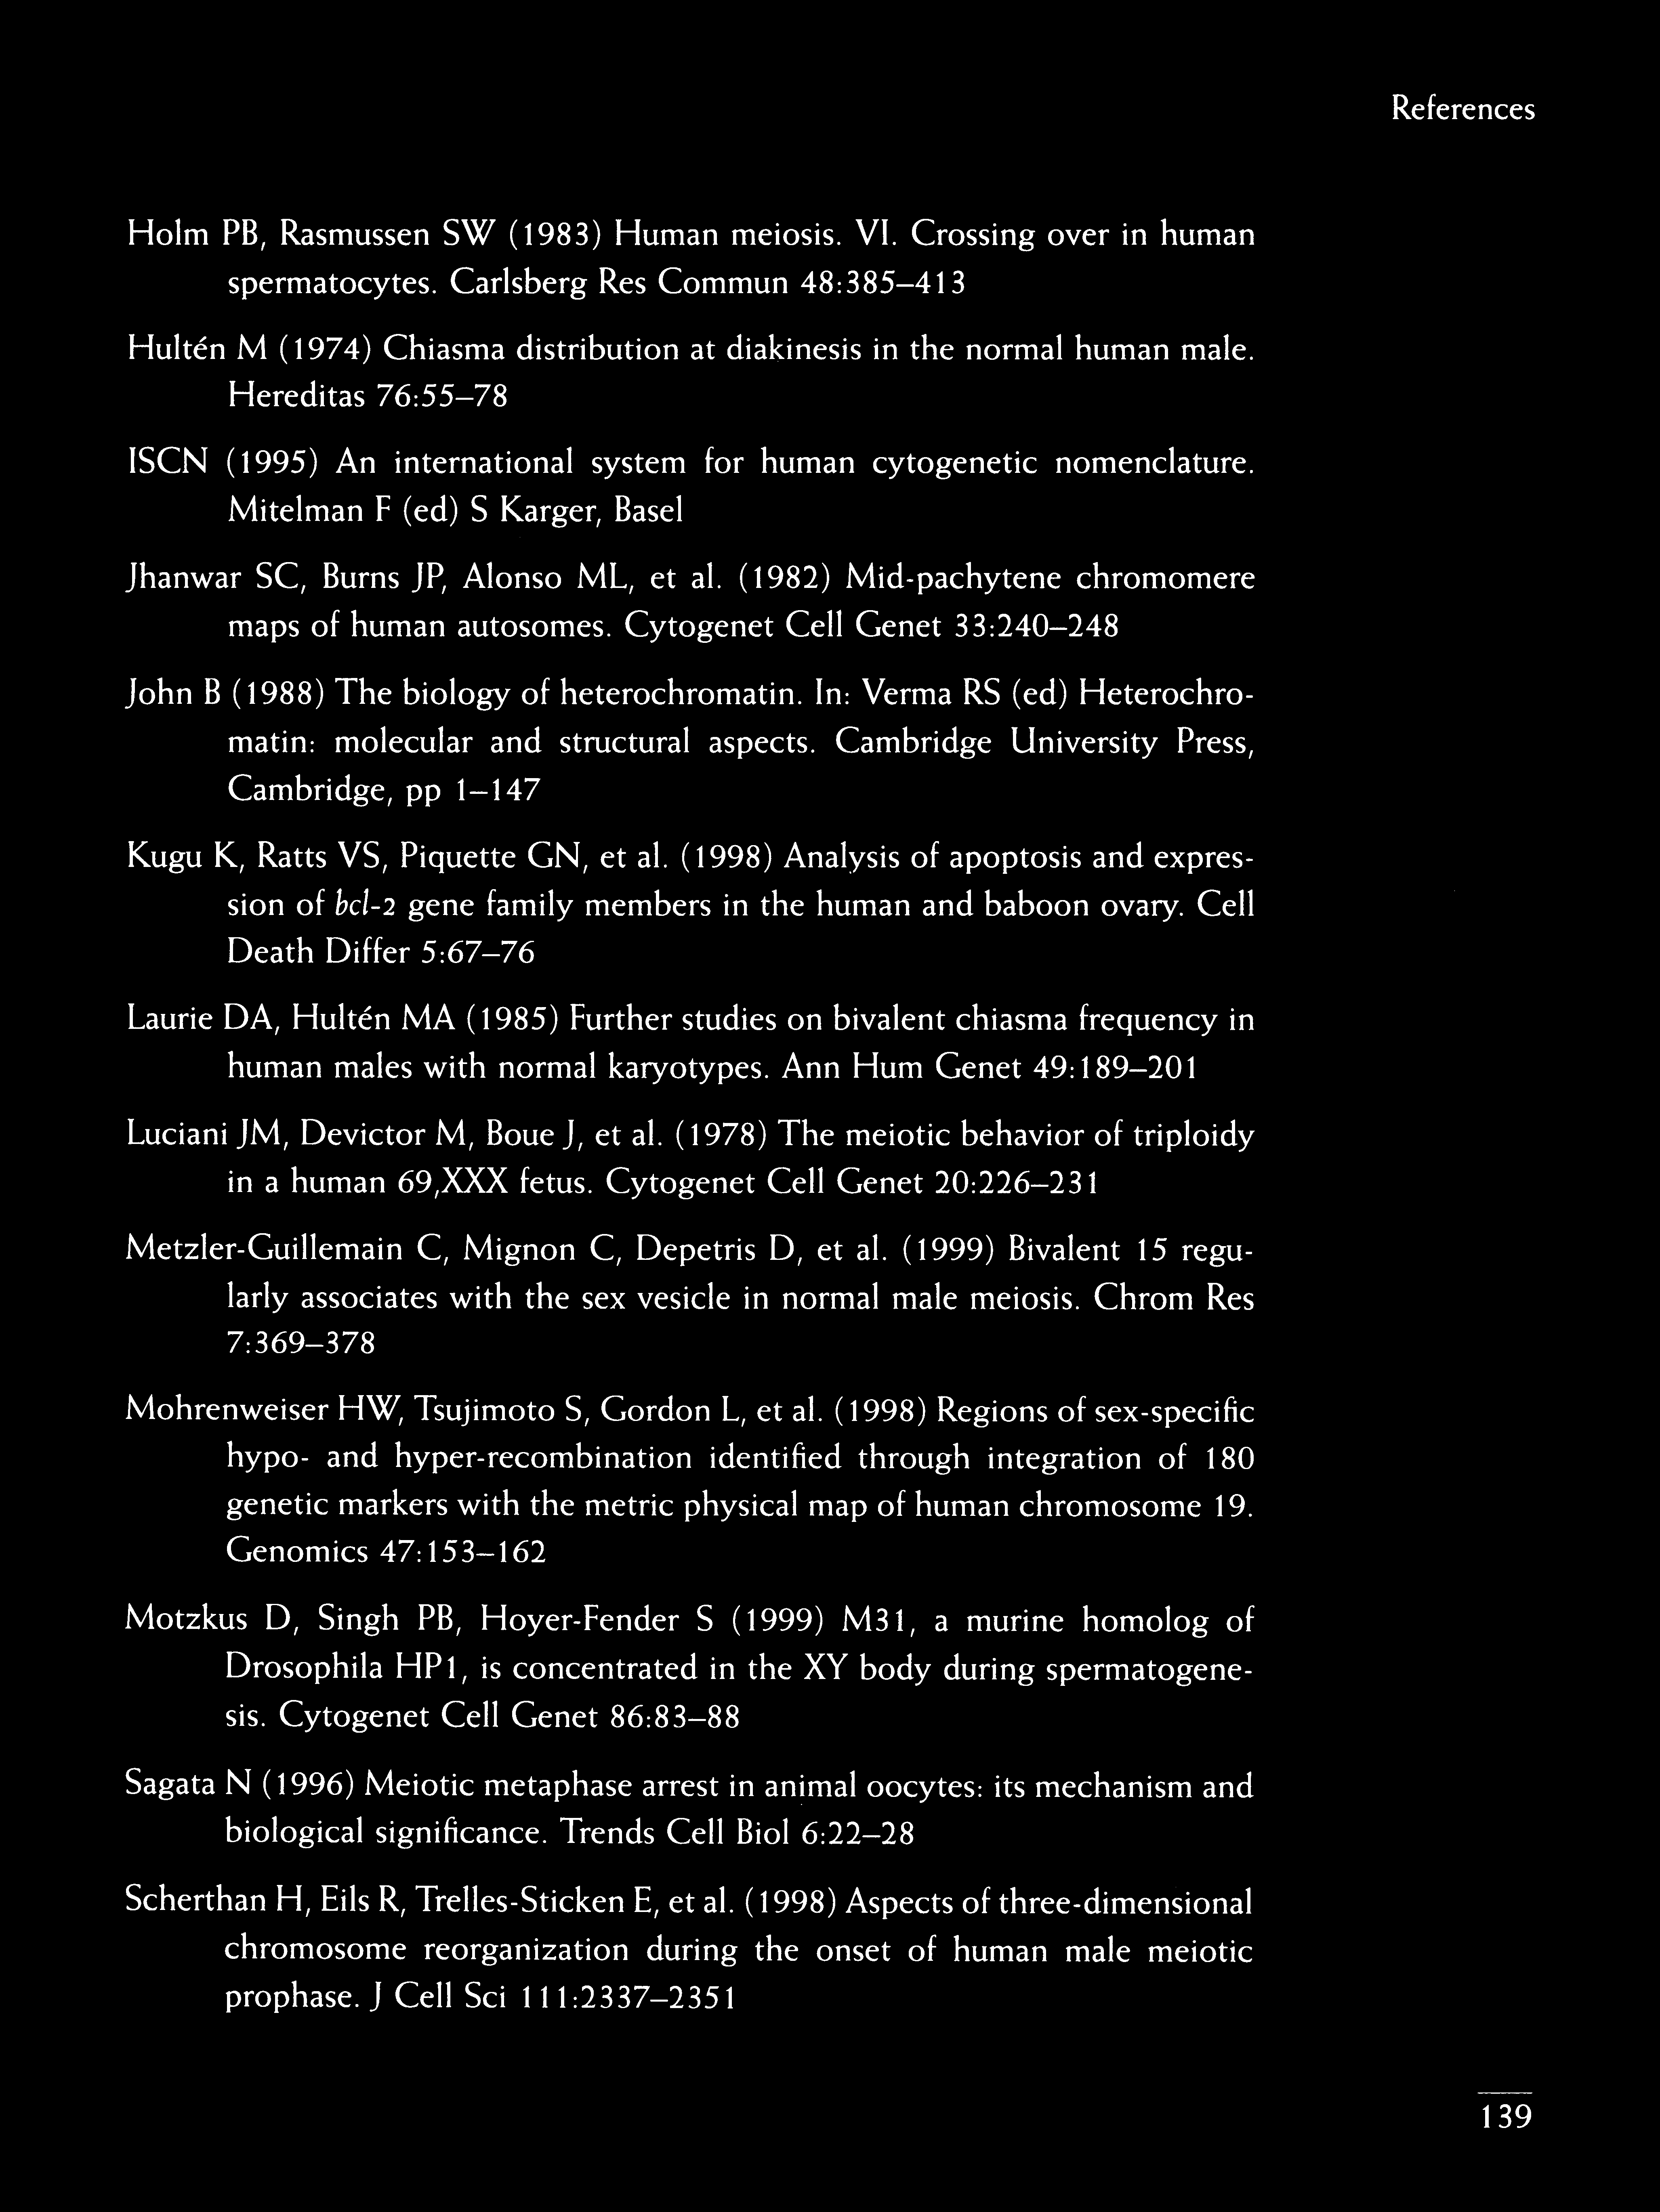 References
Holm PB, Rasmussen SW (1983) Human meiosis. VI. Crossing over in human
spermatocytes. Carlsberg Res Commun 48:385–413
Hultén M (1974) Chiasma distribution at diakinesis in the normal human male.
Hereditas 76:55–78
ISCN (1995) An international system for human cytogenetic nomenclature.
Mitelman F (ed) S Karger, Basel
Jhanwar SC, Burns JP, Alonso ML, et al. (1982) Mid-pachytene chromomere
maps of human autosomes. Cytogenet Cell Genet 33:240–248
John B (1988) The biology of heterochromatin. In: Verma RS (ed) Heterochro-
matin: molecular and structural aspects. Cambridge University Press,
Cambridge, pp 1–147
Kugu K, Ratts VS, Piquette GN, et al. (1998) Analysis of apoptosis and expres-
sion of bcl-2 gene family members in the human and baboon ovary. Cell
Death Differ 5:67–76
Laurie DA, Hultén MA (1985) Further studies on bivalent chiasma frequency in
human males with normal karyotypes. Ann Hum Genet 49:189–201
Luciani JM, Devictor M, Boue J, et al. (1978) The meiotic behavior of triploidy
in a human 69,XXX fetus. Cytogenet Cell Genet 20:226–231
Metzler-Guillemain C, Mignon C, Depetris D, et al. (1999) Bivalent 15 regu-
larly associates with the sex vesicle in normal male meiosis. Chrom Res
7:369–378
Mohrenweiser HW, Tsujimoto S, Gordon L, et al. (1998) Regions of sex-specific
hypo- and hyper-recombination identified through integration of 180
genetic markers with the metric physical map of human chromosome 19.
Genomics 47:153–162
Motzkus D, Singh PB, Hoyer-Fender S (1999) M31, a murine homolog of
Drosophila HP1, is concentrated in the XY body during spermatogene-
sis. Cytogenet Cell Genet 86:83–88
Sagata N (1996) Meiotic metaphase arrest in animal oocytes: its mechanism and
biological significance. Trends Cell Biol 6:22–28
Scherthan H, Eils R, Trelles-Sticken E, et al. (1998) Aspects of three-dimensional
chromosome reorganization during the onset of human male meiotic
prophase. J Cell Sci 111:2337–2351
139